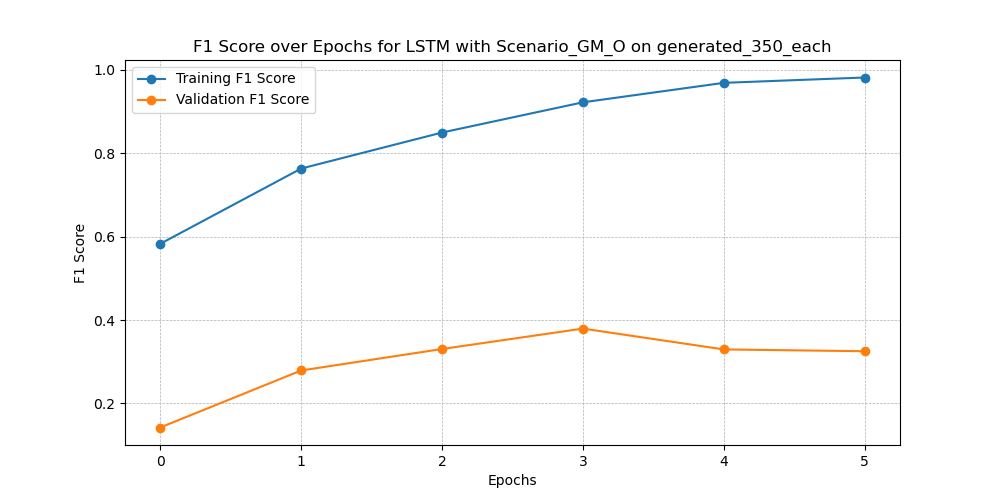 F1 Score over Epochs for LSTM with Scenario_GM_O on generated_350_each
Training F1 Score
Validation F1 Score
F1 Score
1.0
0.8
0.6
0.4
0.2
0 1 2 3 4 5
Epochs